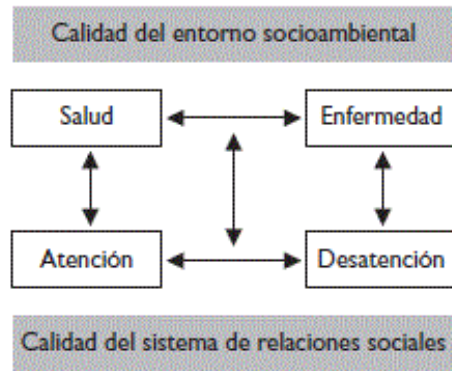 Calidad del entorno socioambiental
Salud
Enfermedad
Atención
Desatención
Calidad del sistema de relaciones sociales